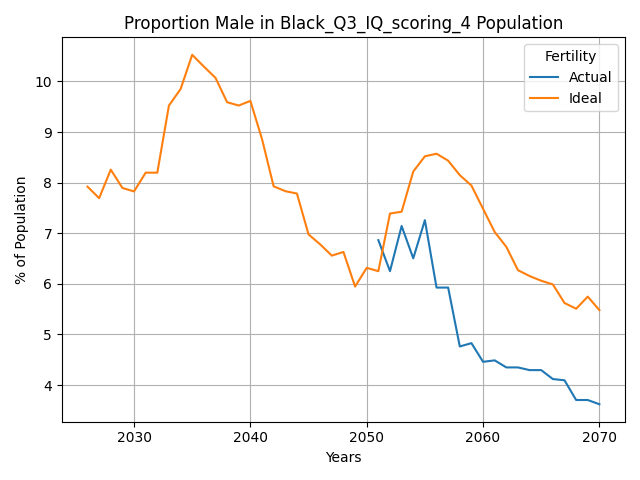 Proportion Male in Black_Q3_IQ_scoring_4 Population
Fertility
Actual
Ideal
% of Population
10
9
8
7
6
5
4
2030 2040 2050 2060 2070
Years